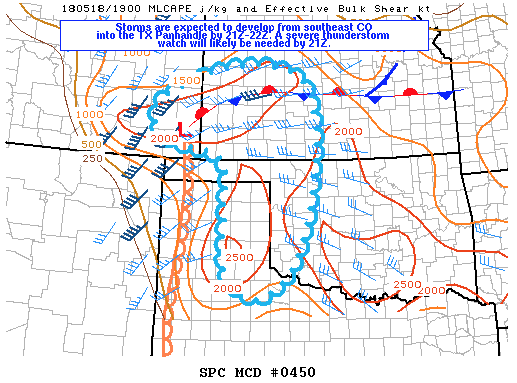 180518/1900 MLCAPE j/kg and Effective Bulk Shear kt
Storms are expected to develop from southeast CO
into the TX Panhandle by 21Z-22Z. A severe thunderstorm
watch will likely be needed by 21Z.
1500
1000
500
250
L
2000
2000
2500
2000
2500
2000
2000
SPC MCD #0450